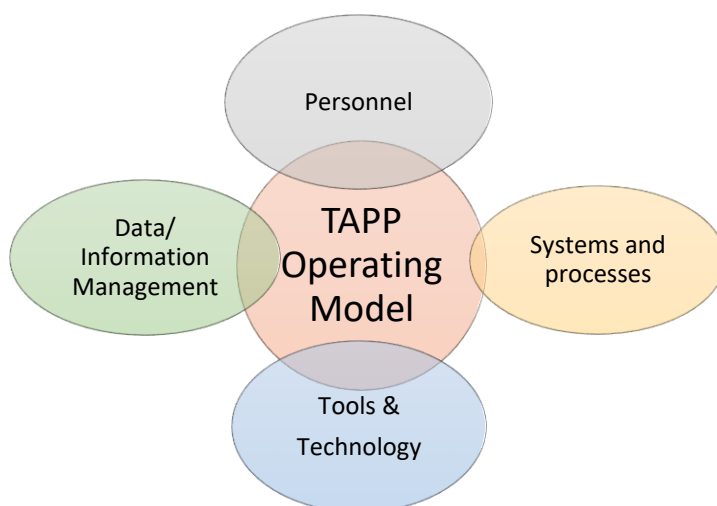 Personnel
Data/
Information
Management
TAPP
Operating
Model
Systems and
processes
Tools &
Technology